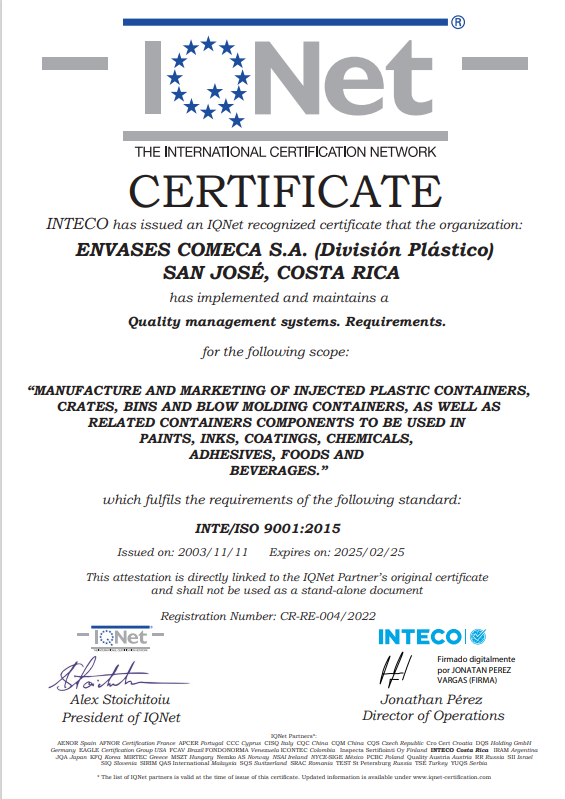 IQNet®
THE INTERNATIONAL CERTIFICATION NETWORK
CERTIFICATE
INTECO has issued an IQNet recognized certificate that the organization:
ENVASES COMECA S.A. (División Plástico)
SAN JOSÉ, COSTA RICA
has implemented and maintains a
Quality management systems. Requirements.
for the following scope:
“MANUFACTURE AND MARKETING OF INJECTED PLASTIC CONTAINERS,
CRATES, BINS AND BLOW MOLDING CONTAINERS, AS WELL AS
RELATED CONTAINERS COMPONENTS TO BE USED IN
PAINTS, INKS, COATINGS, CHEMICALS,
ADHESIVES, FOODS AND
BEVERAGES.”
which fulfils the requirements of the following standard:
INTE/ISO 9001:2015
Issued on: 2003/11/11 Expires on: 2025/02/25
This attestation is directly linked to the IQNet Partner’s original certificate
and shall not be used as a stand-alone document
Registration Number: CR-RE-004/2022
IQNet
INTECO
Firmado digitalmente
por JONATAN PEREZ
VARGAS (FIRMA)
Alex Stoichitoiu
President of IQNet
Jonathan Pérez
Director of Operations
IQNet Partners*:
AENOR Spain AFNOR Certification France APCER Portugal CCC Cyprus CISQ Italy CQC China CQM China CQS Czech Republic Cro Cert Croatia DQS Holding GmbH
Germany EAGLE Certification Group USA FCAV Brazil FONDONORMA Venezuela ICONTEC Colombia Inspecta Sertifiointi Oy Finland INTECO Costa Rica IRAM Argentina
JQA Japan KFQ Korea MIRTEC Greece MSZT Hungary Nemko AS Norway NSAI Ireland NYCE-SIGE México PCBC Poland Quality Austria Austria RR Russia SII Israel
SIQ Slovenia SIRIM QAS International Malaysia SQS Switzerland SRAC Romania TEST St Petersburg Russia TSE Turkey YUQS Serbia
* The list of IQNet partners is valid at the time of issue of this certificate. Updated information is available under www.iqnet-certification.com